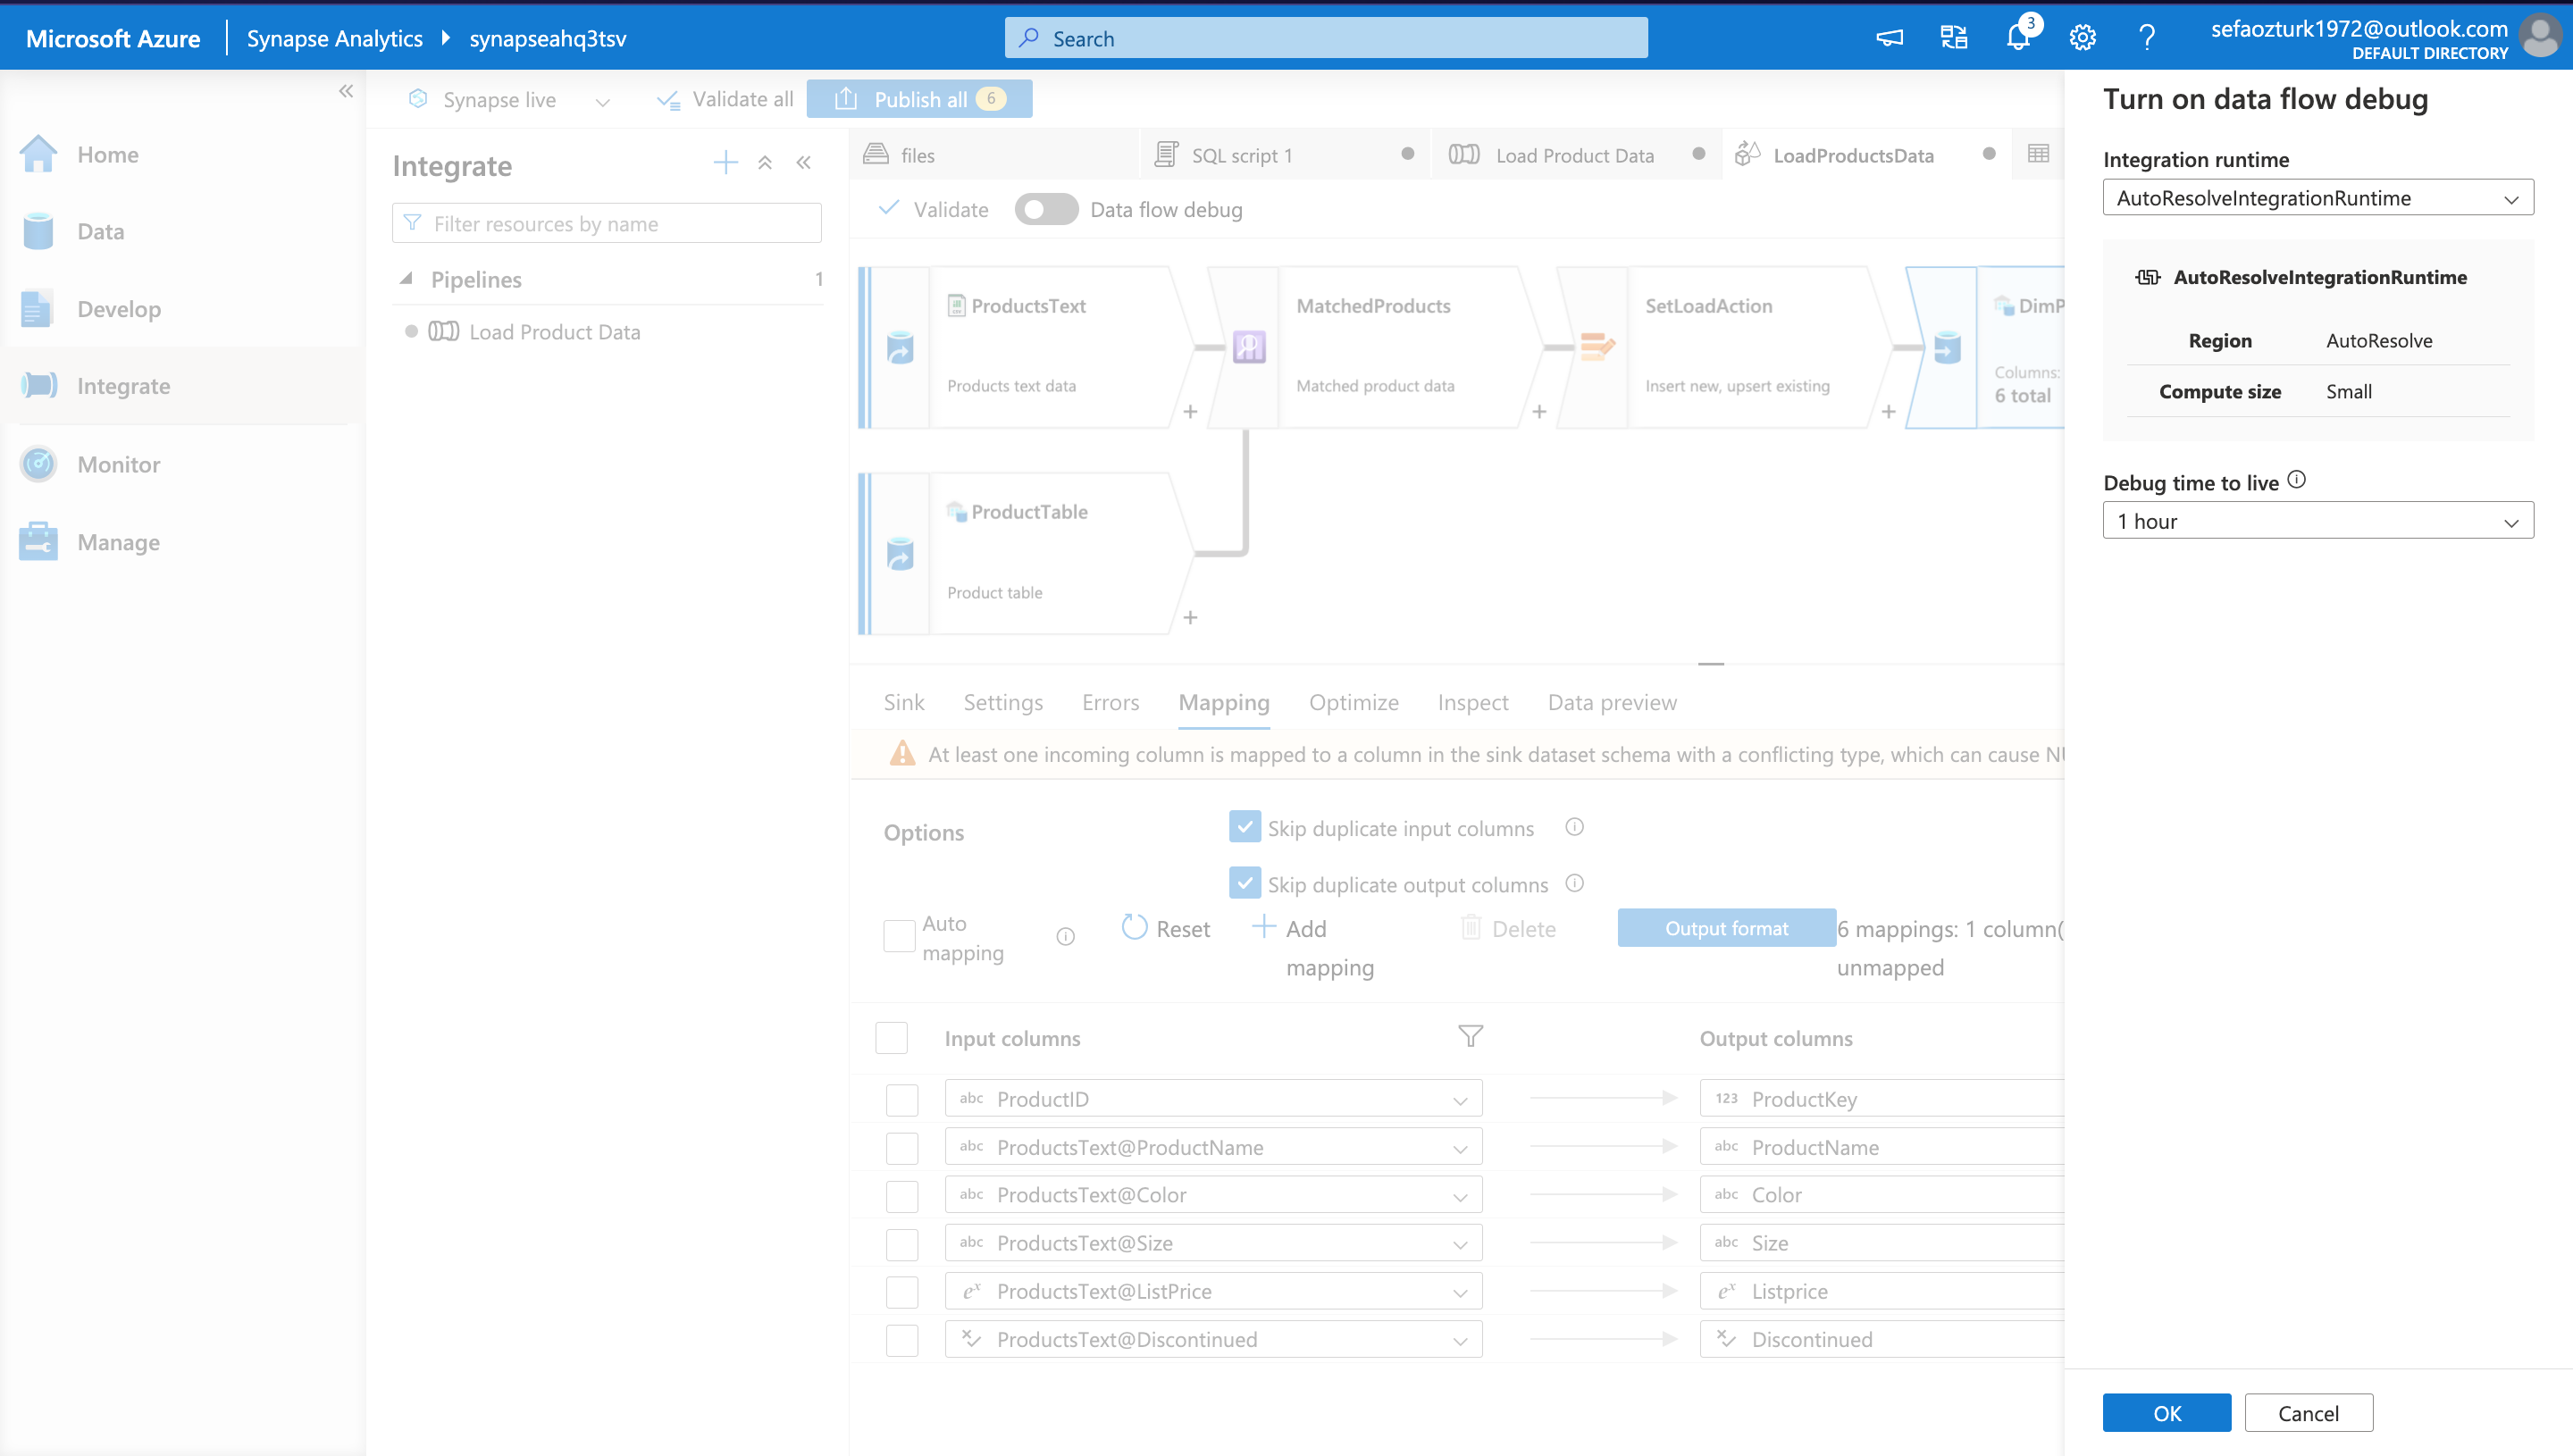 Microsoft Azure
Synapse Analytics
synapseahq3tsv
Search
3
sefaozturk1972@outlook.com
DEFAULT DIRECTORY
Home
Data
Develop
Integrate
Monitor
Manage
Synapse live
Validate all
Publish all 6
Integrate
Filter resources by name
Pipelines 1
Load Product Data
files
SQL script 1
Load Product Data
LoadProductsData
Validate
Data flow debug
ProductsText
Products text data
+
MatchedProducts
Matched product data
+
SetLoadAction
Insert new, upsert existing
+
DimP
Columns:
6 total
ProductTable
Product table
+
Sink Settings Errors Mapping Optimize Inspect Data preview
At least one incoming column is mapped to a column in the sink dataset schema with a conflicting type, which can cause NU
Options
Skip duplicate input columns
Skip duplicate output columns
Auto
mapping
Reset
Add
mapping
Delete
Output format
6 mappings: 1 column(
unmapped
Input columns
Output columns
abc ProductID
123 ProductKey
abc ProductsText@ProductName
abc ProductName
abc ProductsText@Color
abc Color
abc ProductsText@Size
abc Size
eˣ ProductsText@ListPrice
eˣ Listprice
ProductsText@Discontinued
Discontinued
Turn on data flow debug
Integration runtime
AutoResolveIntegrationRuntime
AutoResolveIntegrationRuntime
Region AutoResolve
Compute size Small
Debug time to live
1 hour
OK
Cancel